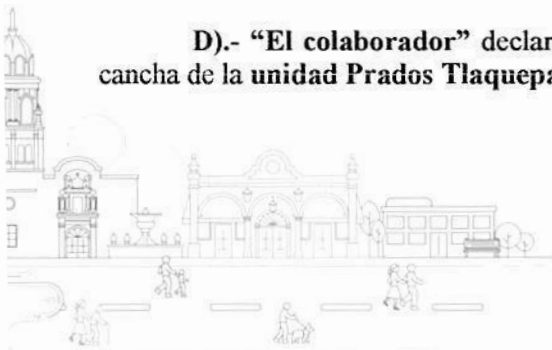 D).- “El colaborador” declar
cancha de la unidad Prados Tlaquepa